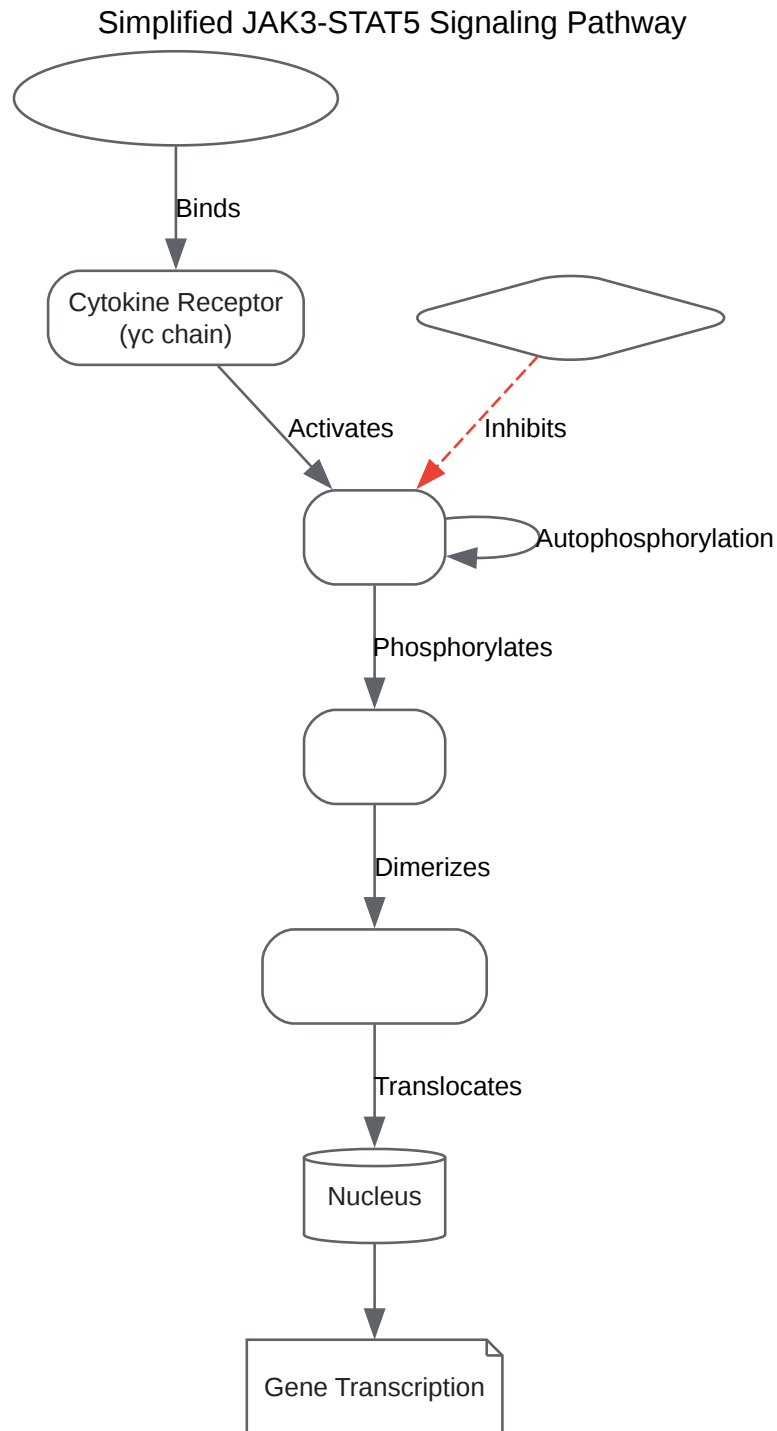 Simplified JAK3-STAT5 Signaling Pathway
Binds
Cytokine Receptor
(γc chain)
Activates
Inhibits
Autophosphorylation
Phosphorylates
Dimerizes
Translocates
Nucleus
Gene Transcription